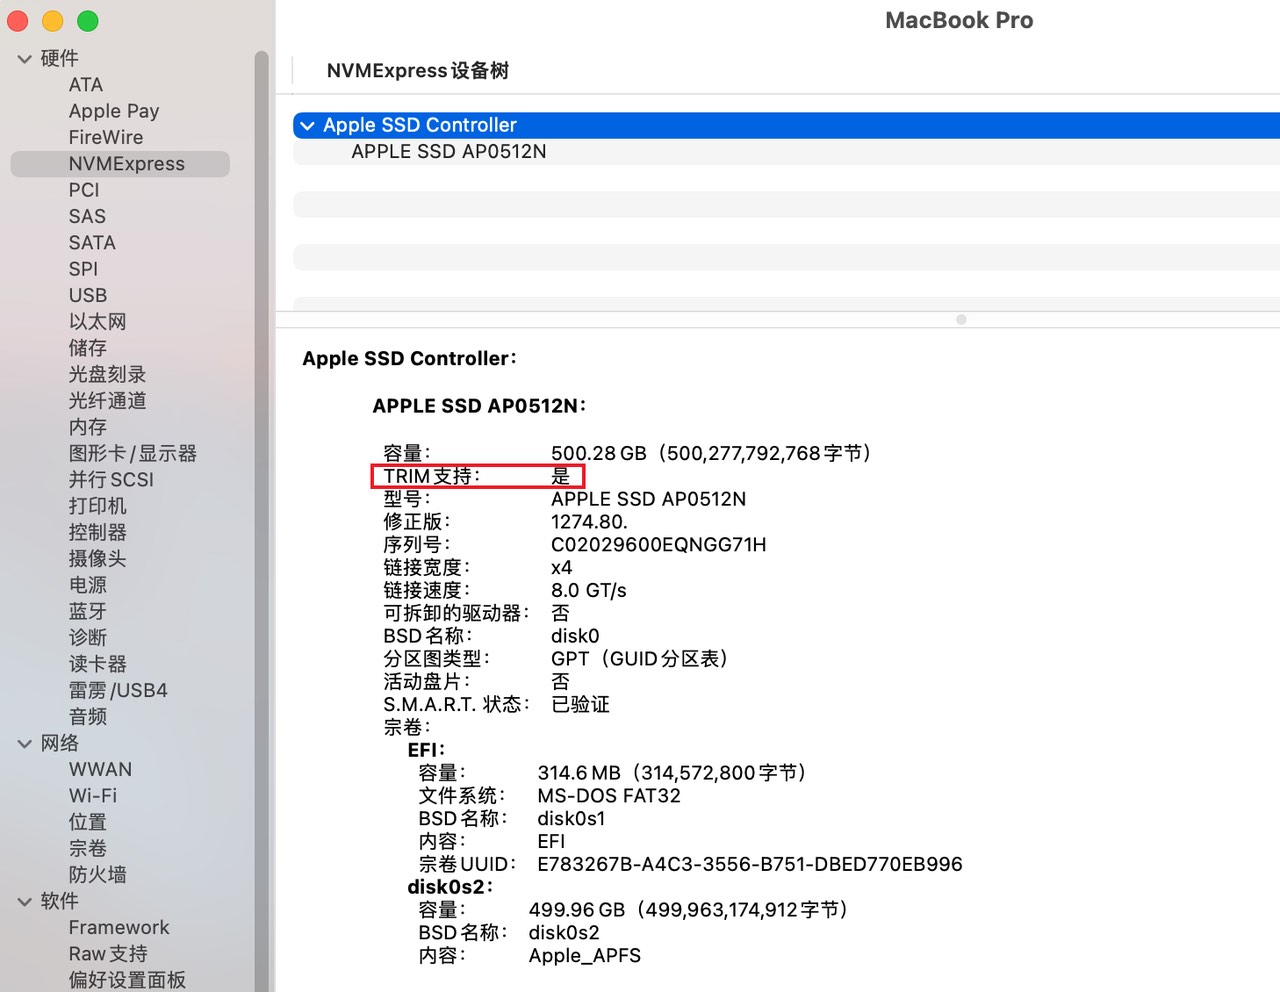 MacBook Pro
硬件
ATA
Apple Pay
FireWire
NVMExpress
PCI
SAS
SATA
SPI
USB
以太网
储存
光盘刻录
光纤通道
内存
图形卡/显示器
并行SCSI
打印机
控制器
摄像头
电源
蓝牙
诊断
读卡器
雷雳/USB4
音频
网络
WWAN
Wi-Fi
位置
宗卷
防火墙
软件
Framework
Raw支持
偏好设置面板
NVMExpress设备树
Apple SSD Controller
APPLE SSD AP0512N
Apple SSD Controller:
APPLE SSD AP0512N:
容量: 500.28 GB（500,277,792,768字节）
TRIM支持: 是
型号: APPLE SSD AP0512N
修正版: 1274.80.
序列号: C02029600EQNGG71H
链接宽度: x4
链接速度: 8.0 GT/s
可拆卸的驱动器: 否
BSD名称: disk0
分区图类型: GPT（GUID分区表）
活动盘片: 否
S.M.A.R.T. 状态: 已验证
宗卷:
EFI:
容量: 314.6 MB（314,572,800字节）
文件系统: MS-DOS FAT32
BSD名称: disk0s1
内容: EFI
宗卷UUID: E783267B-A4C3-3556-B751-DBED770EB996
disk0s2:
容量: 499.96 GB（499,963,174,912字节）
BSD名称: disk0s2
内容: Apple_APFS